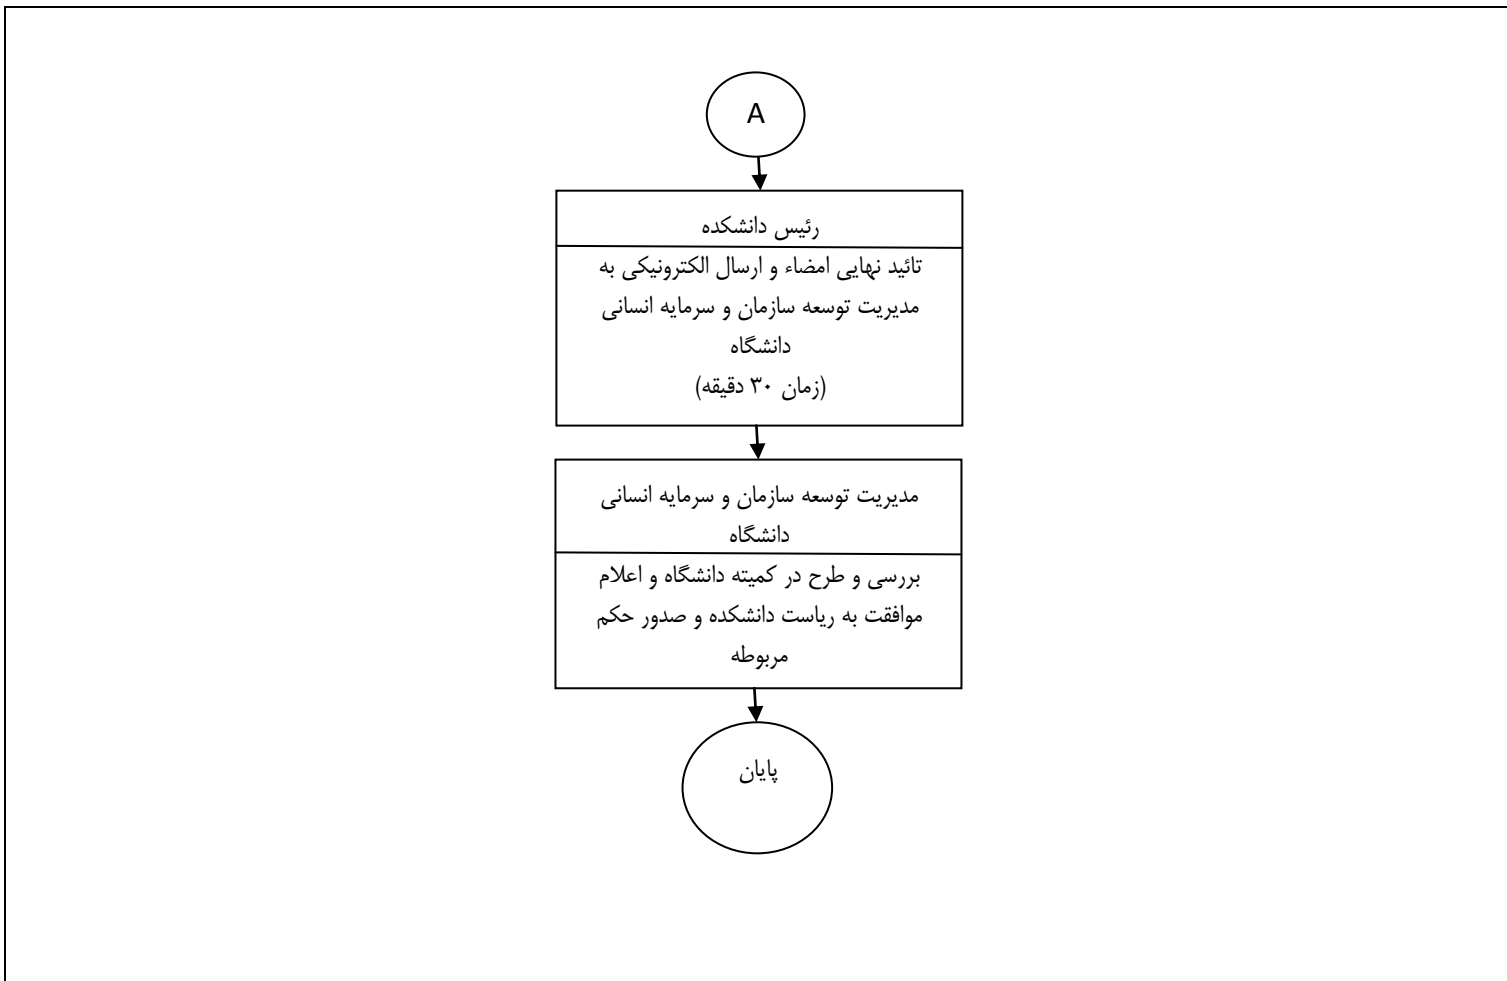 A
رئیس دانشکده
تائید نهایی امضاء و ارسال الکترونیکی به
مدیریت توسعه سازمان و سرمایه انسانی
دانشگاه
(زمان ۳۰ دقیقه)
مدیریت توسعه سازمان و سرمایه انسانی
دانشگاه
بررسی و طرح در کمیته دانشگاه و اعلام
موافقت به ریاست دانشکده و صدور حکم
مربوطه
پایان